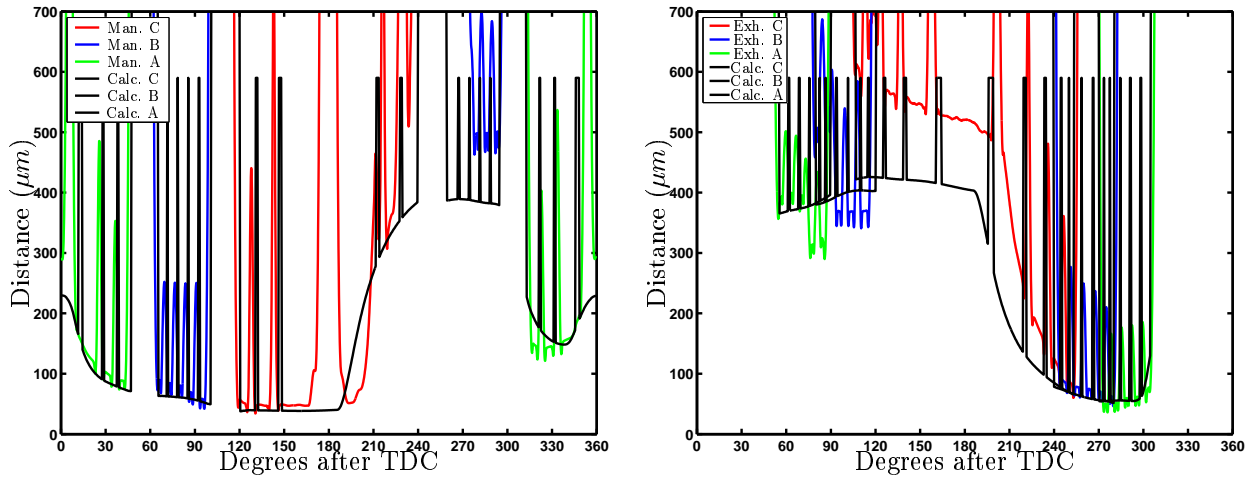 700
600
500
400
300
200
100
0
Distance (μm)
Man. C
Man. B
Man. A
Calc. C
Calc. B
Calc. A
0 30 60 90 120 150 180 210 240 270 300 330 360
Degrees after TDC
700
600
500
400
300
200
100
0
Distance (μm)
Exh. C
Exh. B
Exh. A
Calc. C
Calc. B
Calc. A
0 30 60 90 120 150 180 210 240 270 300 330 360
Degrees after TDC